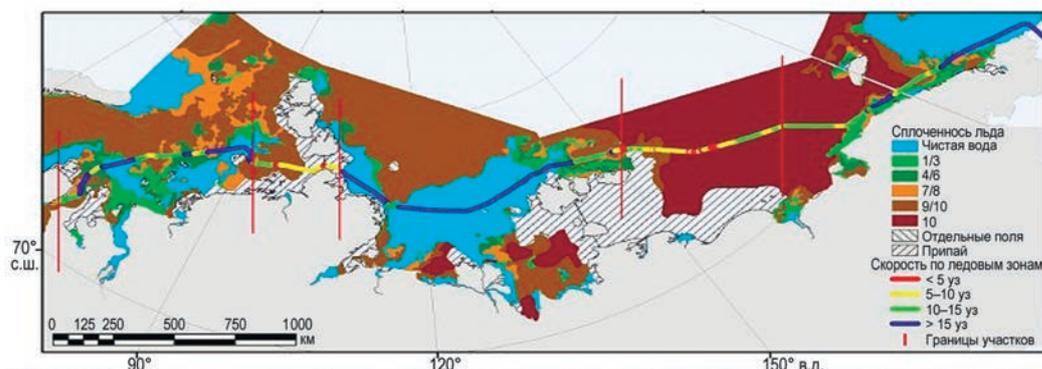 Сплоченнось льда
Чистая вода
1/3
4/6
7/8
9/10
10
Отдельные поля
Припай
Скорость по ледовым зонам
< 5 уз
5–10 уз
10–15 уз
> 15 уз
Границы участков
70°
с.ш.
0 125 250 500 750 1000
км
90° 120° 150° в.д.